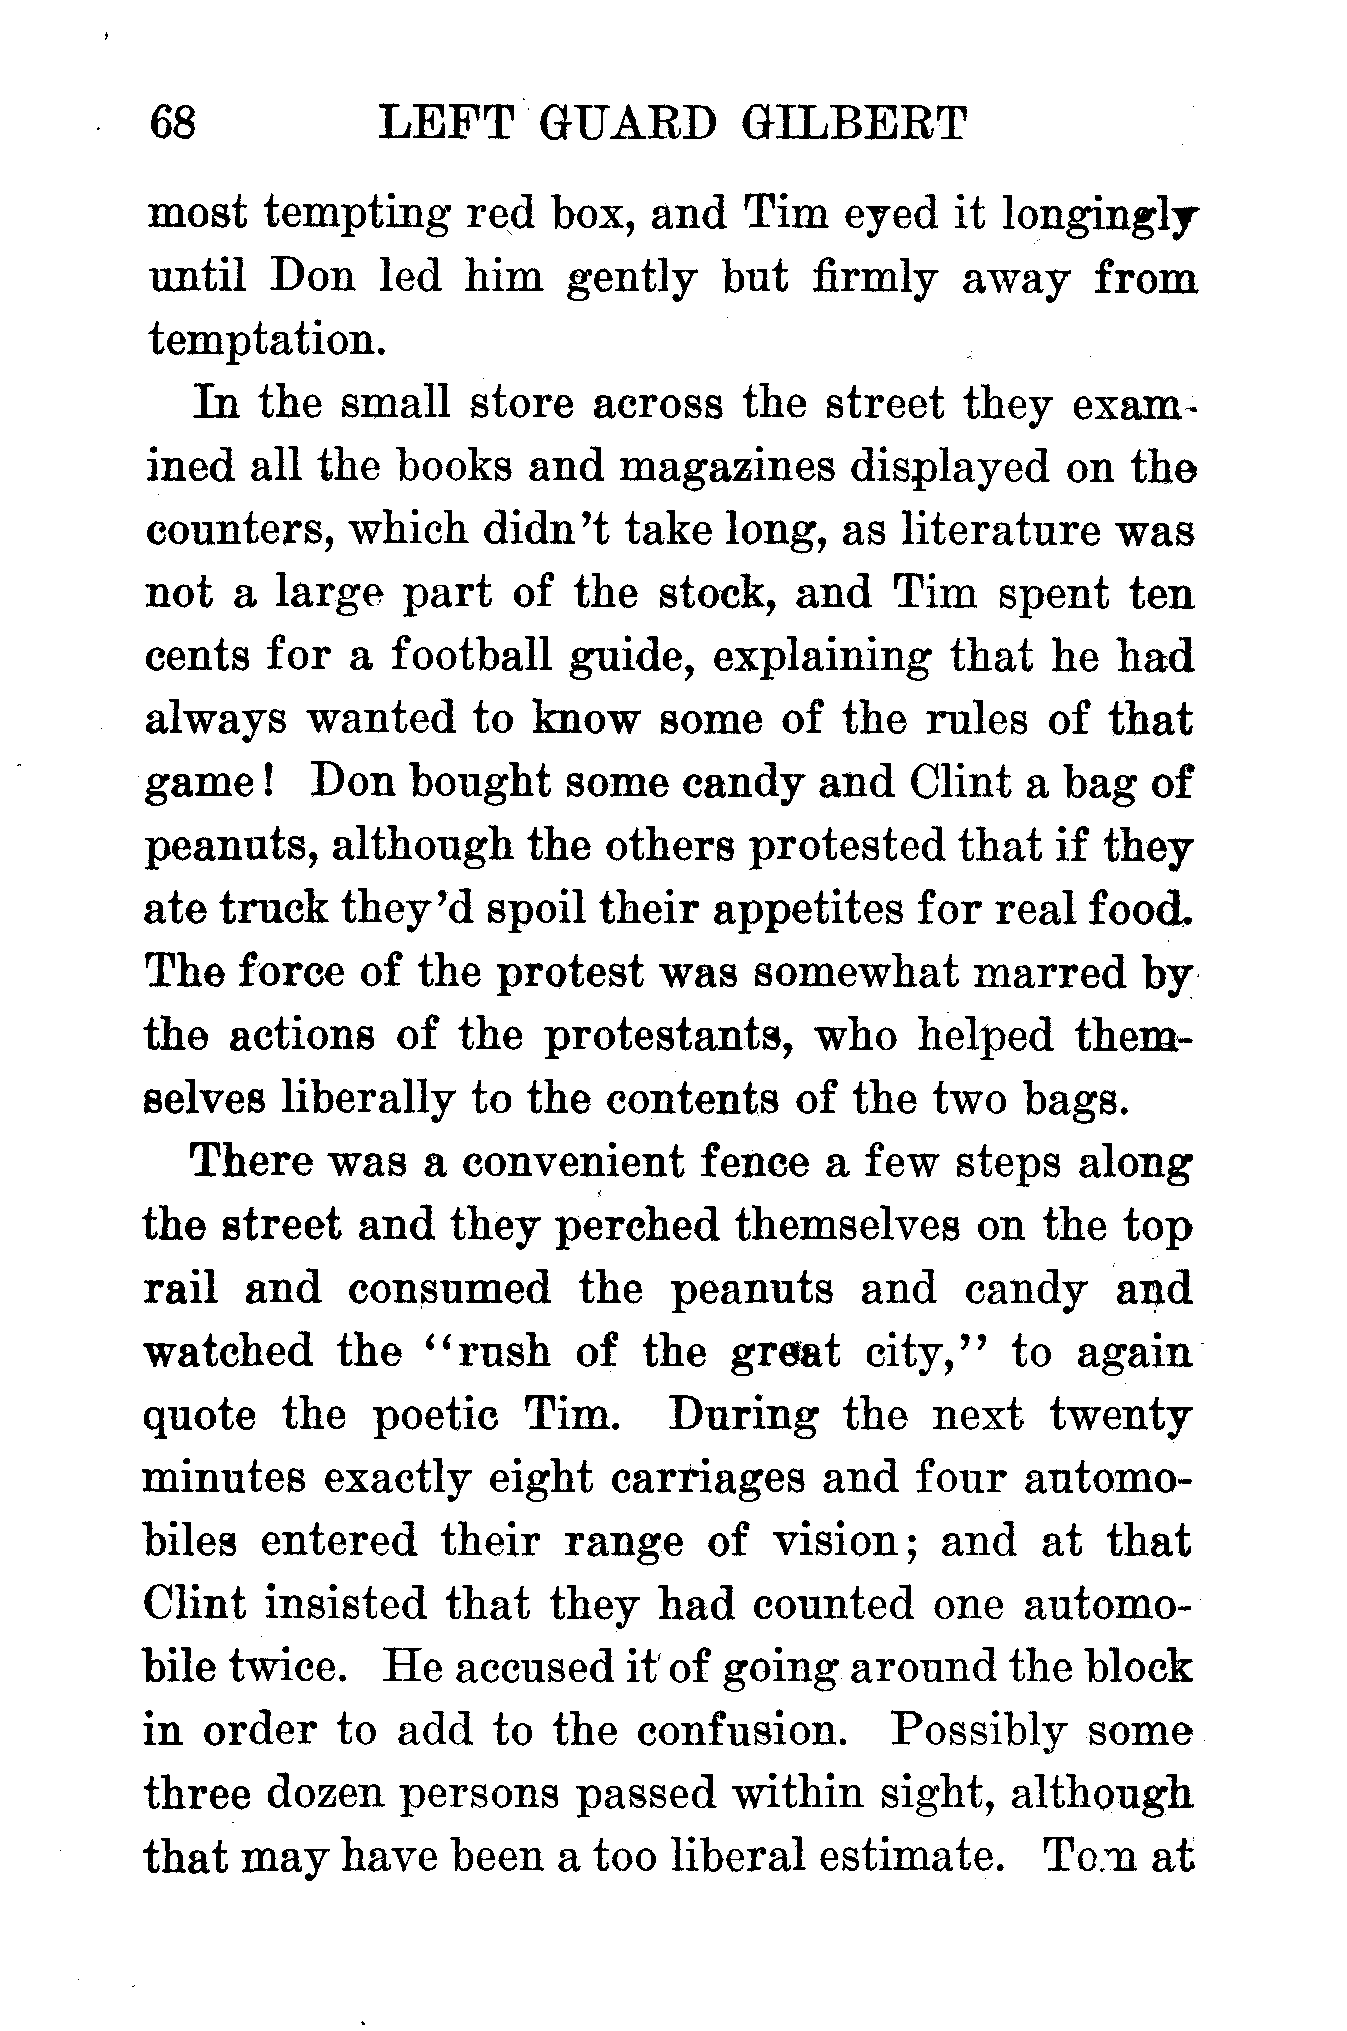 68 LEFT GUARD GILBERT
most tempting red box, and Tim eyed it longingly
until Don led him gently but firmly away from
temptation.
In the small store across the street they exam-
ined all the books and magazines displayed on the
counters, which didn't take long, as literature was
not a large part of the stock, and Tim spent ten
cents for a football guide, explaining that he had
always wanted to know some of the rules of that
game! Don bought some candy and Clint a bag of
peanuts, although the others protested that if they
ate truck they'd spoil their appetites for real food.
The force of the protest was somewhat marred by
the actions of the protestants, who helped them-
selves liberally to the contents of the two bags.
There was a convenient fence a few steps along
the street and they perched themselves on the top
rail and consumed the peanuts and candy and
watched the "rush of the great city," to again
quote the poetic Tim. During the next twenty
minutes exactly eight carriages and four automo-
biles entered their range of vision; and at that
Clint insisted that they had counted one automo-
bile twice. He accused it of going around the block
in order to add to the confusion. Possibly some
three dozen persons passed within sight, although
that may have been a too liberal estimate. Tom at